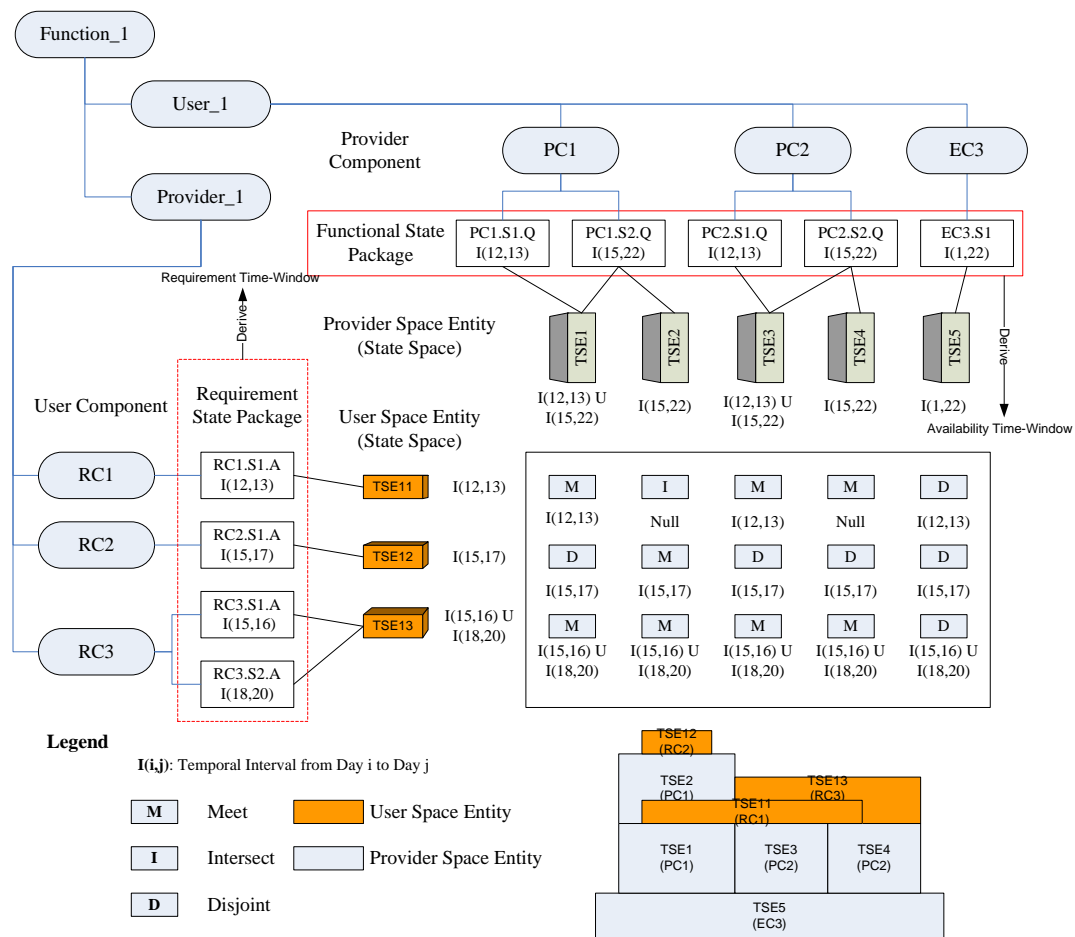 Function_1
User_1
Provider
Component
PC1
PC2
EC3
Provider_1
Functional State
Package
PC1.S1.Q
I(12,13)
PC1.S2.Q
I(15,22)
PC2.S1.Q
I(12,13)
PC2.S2.Q
I(15,22)
EC3.S1
I(1,22)
Requirement Time-Window
Derive
Provider Space Entity
(State Space)
TSE1
TSE2
TSE3
TSE4
TSE5
Derive
I(12,13) U
I(15,22)
I(15,22)
I(12,13) U
I(15,22)
I(15,22)
I(1,22)
Availability Time-Window
User Component
Requirement
State Package
User Space Entity
(State Space)
RC1
RC1.S1.A
I(12,13)
TSE11
I(12,13)
M
I
M
M
D
I(12,13)
Null
I(12,13)
Null
I(12,13)
RC2
RC2.S1.A
I(15,17)
TSE12
I(15,17)
D
M
D
D
D
I(15,17)
I(15,17)
I(15,17)
I(15,17)
I(15,17)
RC3
RC3.S1.A
I(15,16)
RC3.S2.A
I(18,20)
TSE13
I(15,16) U
I(18,20)
M
M
M
M
D
I(15,16) U
I(18,20)
I(15,16) U
I(18,20)
I(15,16) U
I(18,20)
I(15,16) U
I(18,20)
I(15,16) U
I(18,20)
Legend
I(i,j): Temporal Interval from Day i to Day j
M
Meet
User Space Entity
I
Intersect
Provider Space Entity
D
Disjoint
TSE12
(RC2)
TSE2
(PC1)
TSE13
(RC3)
TSE11
(RC1)
TSE1
(PC1)
TSE3
(PC2)
TSE4
(PC2)
TSE5
(EC3)